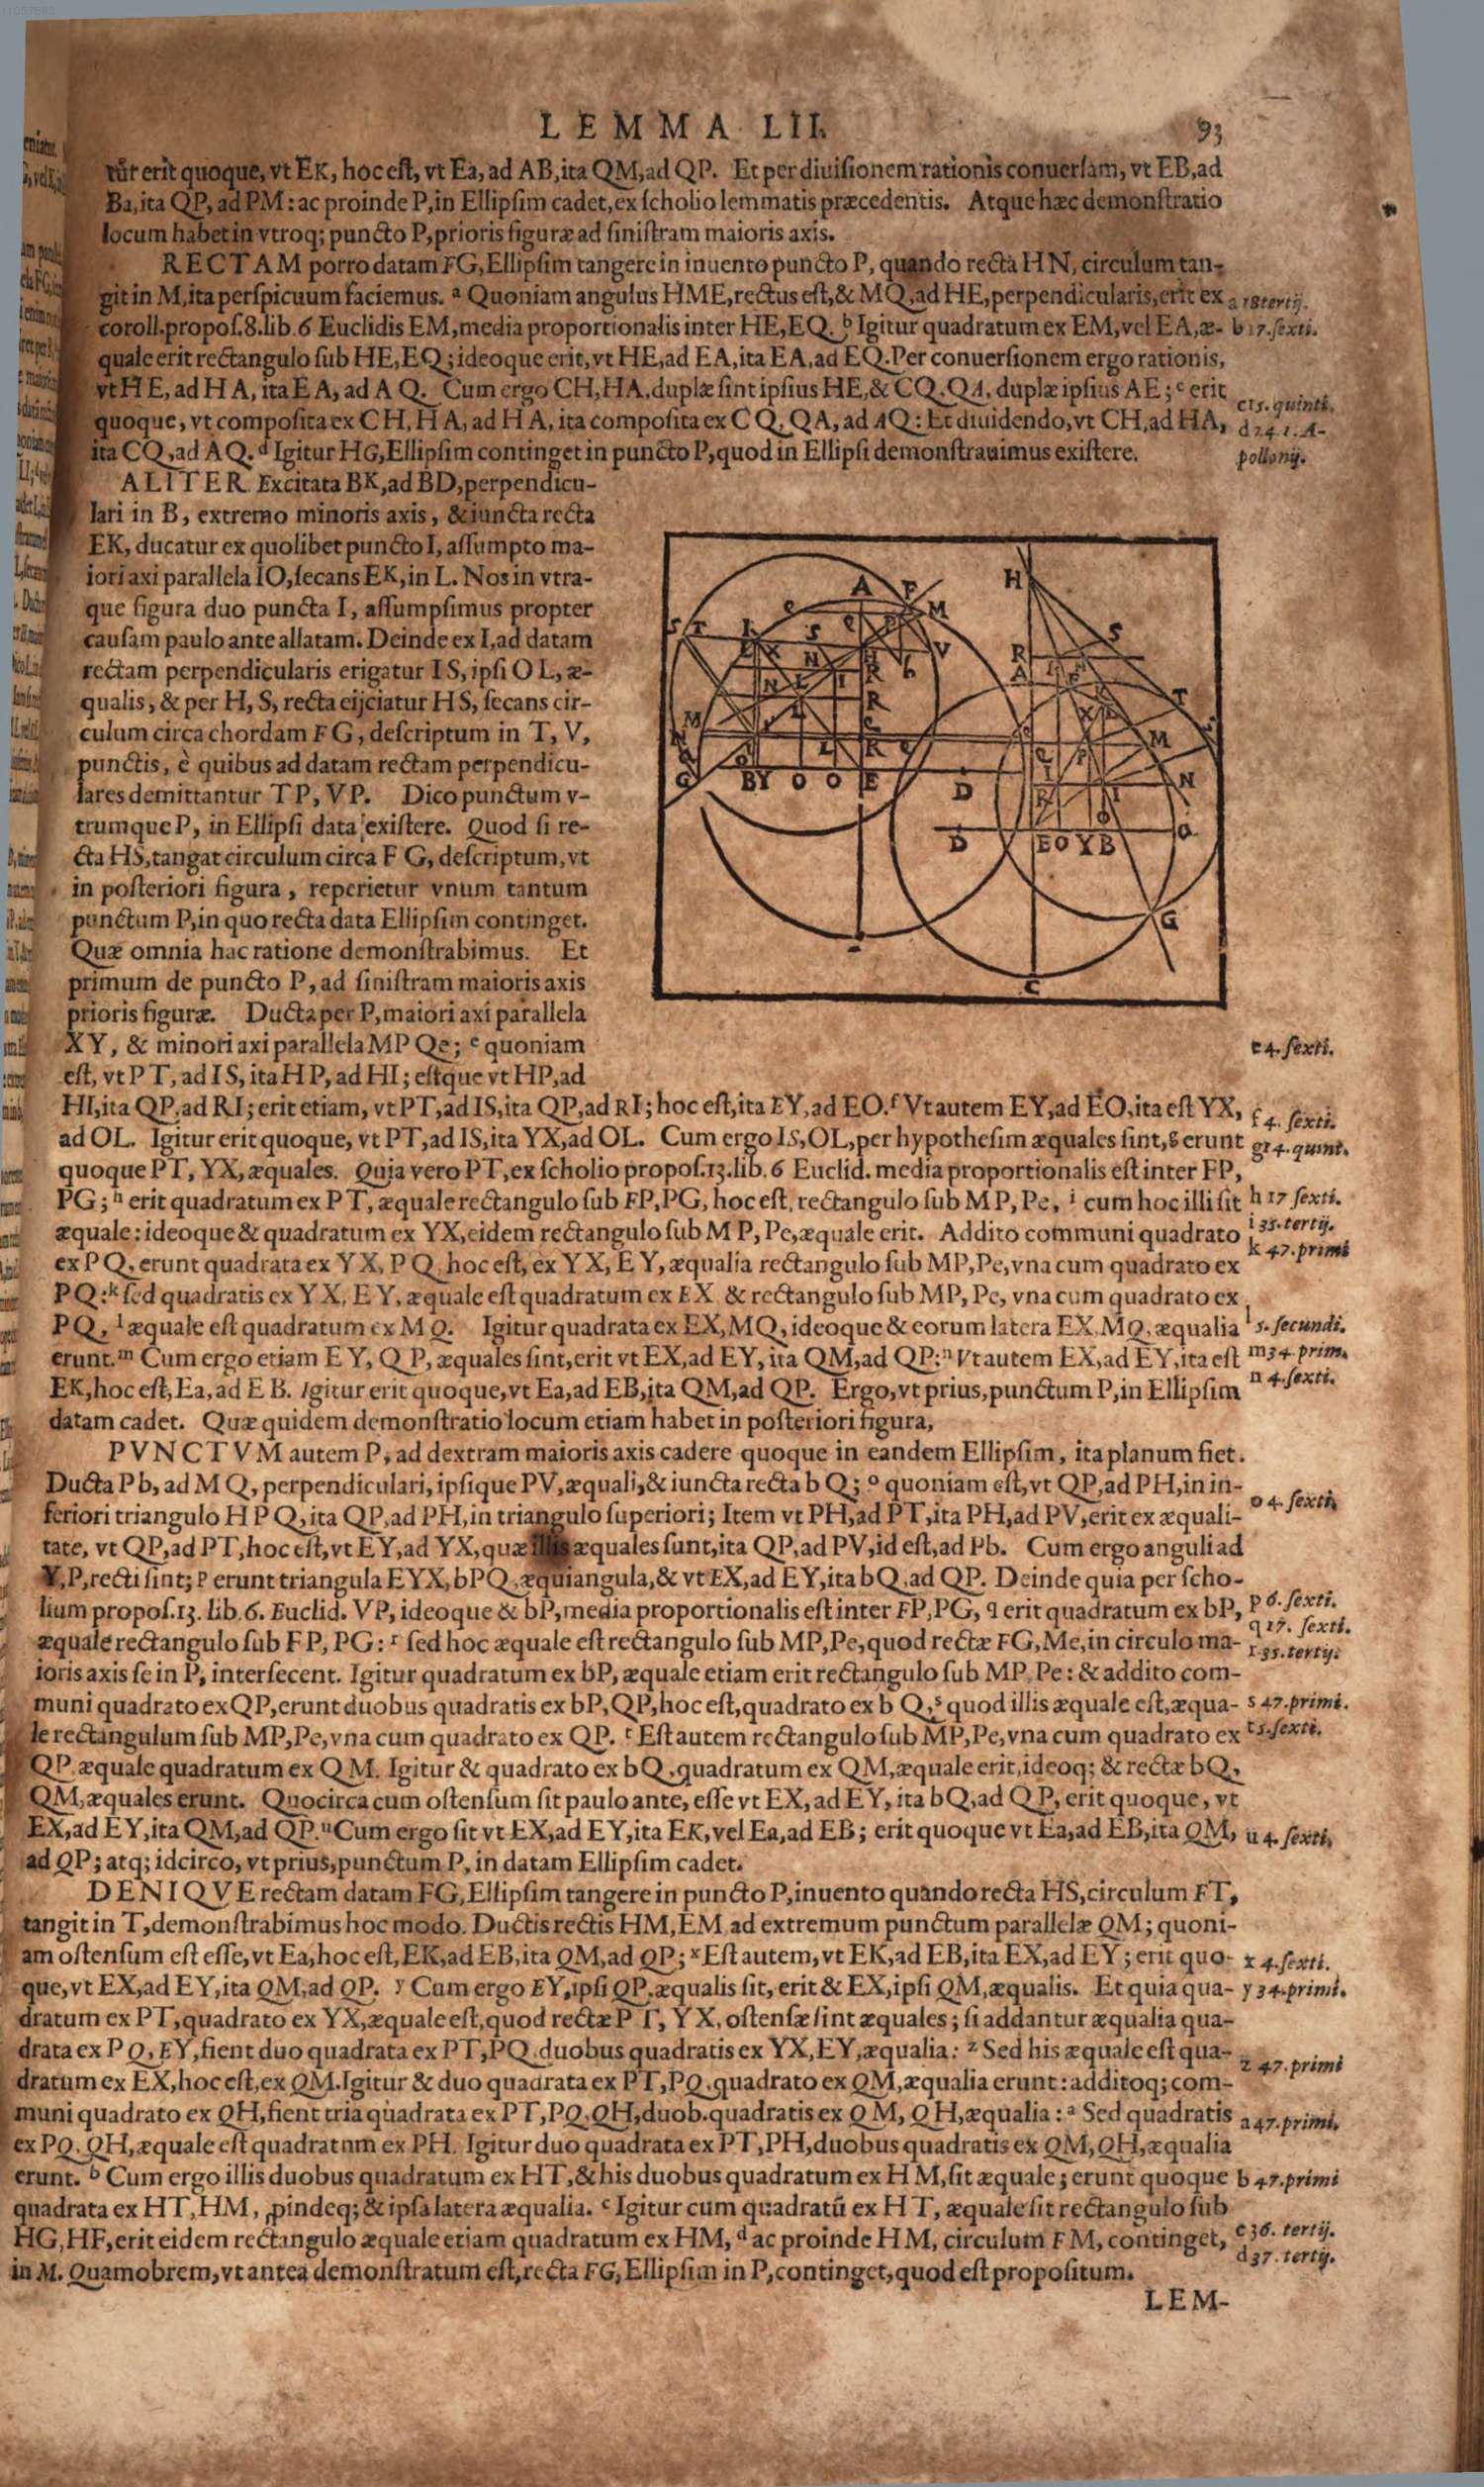 LEMMA LII.
93
rũt erit quoque, vt EK, hoc eſt, vt Ea, ad AB, ita QM, ad QP. Et per diuiſionem rationis conuerſam, vt EB, ad
Ba, ita QP, ad PM: ac proinde P, in Ellipſim cadet, ex ſcholio lemmatis præcedentis. Atque hæc demonſtratio
locum habet in vtroq; puncto P, prioris figuræ ad ſiniſtram maioris axis.
RECTAM porro datam FG, Ellipſim tangere in inuento puncto P, quando recta HN, circulum tan-
git in M, ita perſpicuum faciemus. a Quoniam angulus HME, rectus eſt, & MQ, ad HE, perpendicularis, erit ex
a 18 tertij.
coroll. propoſ. 8. lib. 6 Euclidis EM, media proportionalis inter HE, EQ. b Igitur quadratum ex EM, vel EA, æ-
b 17. ſexti.
quale erit rectangulo ſub HE, EQ; ideoque erit, vt HE, ad EA, ita EA, ad EQ. Per conuerſionem ergo rationis,
vt HE, ad HA, ita EA, ad AQ. Cum ergo CH, HA, duplæ ſint ipſius HE, & CQ, QA, duplæ ipſius AE; c erit
c 15. quinti.
quoque, vt compoſita ex CH, HA, ad HA, ita compoſita ex CQ, QA, ad AQ: Et diuidendo, vt CH, ad HA,
d 24. 1. A-
ita CQ, ad AQ. d Igitur HG, Ellipſim continget in puncto P, quod in Ellipſi demonſtrauimus exiſtere.
pollonij.
ALITER. Excitata BK, ad BD, perpendicu-
lari in B, extremo minoris axis, & iuncta recta
EK, ducatur ex quolibet puncto I, aſſumpto ma-
iori axi parallela IO, ſecans EK, in L. Nos in vtra-
que figura duo puncta I, aſſumpſimus propter
cauſam paulo ante allatam. Deinde ex I, ad datam
rectam perpendicularis erigatur IS, ipſi OL, æ-
qualis, & per H, S, recta eijciatur HS, ſecans cir-
culum circa chordam FG, deſcriptum in T, V,
punctis, è quibus ad datam rectam perpendicu-
lares demittantur TP, VP. Dico punctum v-
trumque P, in Ellipſi data exiſtere. Quod ſi re-
cta HS, tangat circulum circa FG, deſcriptum, vt
in poſteriori figura, reperietur vnum tantum
punctum P, in quo recta data Ellipſim continget.
Quæ omnia hac ratione demonſtrabimus. Et
primum de puncto P, ad ſiniſtram maioris axis
prioris figuræ. Ducta per P, maiori axi parallela
XY, & minori axi parallela MPQe; e quoniam
e 4. ſexti.
eſt, vt PT, ad IS, ita HP, ad HI; eſtque vt HP, ad
HI, ita QP, ad RI; erit etiam, vt PT, ad IS, ita QP, ad RI; hoc eſt, ita EY, ad EO. f Vt autem EY, ad EO, ita eſt YX,
f 4. ſexti.
ad OL. Igitur erit quoque, vt PT, ad IS, ita YX, ad OL. Cum ergo IS, OL, per hypotheſim æquales ſint, g erunt
g 14. quint.
quoque PT, YX, æquales. Quia vero PT, ex ſcholio propoſ. 13. lib. 6 Euclid. media proportionalis eſt inter FP,
PG; h erit quadratum ex PT, æquale rectangulo ſub FP, PG, hoc eſt, rectangulo ſub MP, Pe, i cum hoc illi ſit
h 17 ſexti.
æquale: ideoque & quadratum ex YX, eidem rectangulo ſub MP, Pe, æquale erit. Addito communi quadrato
i 35. tertij.
ex PQ, erunt quadrata ex YX, PQ, hoc eſt, ex YX, EY, æqualia rectangulo ſub MP, Pe, vna cum quadrato ex
k 47. primi
PQ: k ſed quadratis ex YX, EY, æquale eſt quadratum ex EX & rectangulo ſub MP, Pe, vna cum quadrato ex
PQ, l æquale eſt quadratum ex MQ. Igitur quadrata ex EX, MQ, ideoque & eorum latera EX, MQ, æqualia
l 5. ſecundi.
erunt. m Cum ergo etiam EY, QP, æquales ſint, erit vt EX, ad EY, ita QM, ad QP: n Vt autem EX, ad EY, ita eſt
m 34 prim.
EK, hoc eſt, Ea, ad EB. Igitur erit quoque, vt Ea, ad EB, ita QM, ad QP. Ergo, vt prius, punctum P, in Ellipſim
n 4. ſexti.
datam cadet. Quæ quidem demonſtratio locum etiam habet in poſteriori figura,
PVNCTVM autem P, ad dextram maioris axis cadere quoque in eandem Ellipſim, ita planum fiet.
Ducta Pb, ad MQ, perpendiculari, ipſique PV, æquali, & iuncta recta bQ; o quoniam eſt, vt QP, ad PH, in in-
o 4. ſexti,
feriori triangulo HPQ, ita QP, ad PH, in triangulo ſuperiori; Item vt PH, ad PT, ita PH, ad PV, erit ex æquali-
tate, vt QP, ad PT, hoc eſt, vt EY, ad YX, quæ illis æquales ſunt, ita QP, ad PV, id eſt, ad Pb. Cum ergo anguli ad
Y, P, recti ſint; p erunt triangula EYX, bPQ, æquiangula, & vt EX, ad EY, ita bQ, ad QP. Deinde quia per ſcho-
lium propoſ. 13. lib. 6. Euclid. VP, ideoque & bP, media proportionalis eſt inter FP, PG, q erit quadratum ex bP,
p 6. ſexti.
q 17. ſexti.
æquale rectangulo ſub FP, PG: r ſed hoc æquale eſt rectangulo ſub MP, Pe, quod rectæ FG, Me, in circulo ma-
r 35. tertij.
ioris axis ſe in P, interſecent. Igitur quadratum ex bP, æquale etiam erit rectangulo ſub MP, Pe: & addito com-
muni quadrato ex QP, erunt duobus quadratis ex bP, QP, hoc eſt, quadrato ex bQ, s quod illis æquale eſt, æqua-
s 47. primi.
le rectangulum ſub MP, Pe, vna cum quadrato ex QP. t Eſt autem rectangulo ſub MP, Pe, vna cum quadrato ex
t 5. ſexti.
QP, æquale quadratum ex QM. Igitur & quadrato ex bQ, quadratum ex QM, æquale erit, ideoq; & rectæ bQ,
QM, æquales erunt. Quocirca cum oſtenſum ſit paulo ante, eſſe vt EX, ad EY, ita bQ, ad QP, erit quoque, vt
EX, ad EY, ita QM, ad QP. u Cum ergo ſit vt EX, ad EY, ita EK, vel Ea, ad EB; erit quoque vt Ea, ad EB, ita QM,
u 4. ſexti,
ad QP; atq; idcirco, vt prius, punctum P, in datam Ellipſim cadet.
DENIQVE rectam datam FG, Ellipſim tangere in puncto P, inuento quando recta HS, circulum FT,
tangit in T, demonſtrabimus hoc modo. Ductis rectis HM, EM ad extremum punctum parallelæ QM; quoni-
am oſtenſum eſt eſſe, vt Ea, hoc eſt, EK, ad EB, ita QM, ad QP; x Eſt autem, vt EK, ad EB, ita EX, ad EY; erit quo-
x 4. ſexti.
que, vt EX, ad EY, ita QM, ad QP. y Cum ergo EY, ipſi QP, æqualis ſit, erit & EX, ipſi QM, æqualis. Et quia qua-
y 34. primi.
dratum ex PT, quadrato ex YX, æquale eſt, quod rectæ PT, YX, oſtenſæ ſint æquales; ſi addantur æqualia qua-
drata ex PQ, EY, fient duo quadrata ex PT, PQ, duobus quadratis ex YX, EY, æqualia: z Sed his æquale eſt qua-
z 47. primi
dratum ex EX, hoc eſt, ex QM. Igitur & duo quadrata ex PT, PQ, quadrato ex QM, æqualia erunt: additoq; com-
muni quadrato ex QH, fient tria quadrata ex PT, PQ, QH, duob. quadratis ex QM, QH, æqualia: a Sed quadratis
a 47. primi,
ex PQ, QH, æquale eſt quadratum ex PH. Igitur duo quadrata ex PT, PH, duobus quadratis ex QM, QH, æqualia
erunt. b Cum ergo illis duobus quadratum ex HT, & his duobus quadratum ex HM, ſit æquale; erunt quoque
b 47. primi
quadrata ex HT, HM, ꝓindeq; & ipſa latera æqualia. c Igitur cum quadratũ ex HT, æquale ſit rectangulo ſub
HG, HF, erit eidem rectangulo æquale etiam quadratum ex HM, d ac proinde HM, circulum FM, continget,
c 36. tertij.
d 37. tertij.
in M. Quamobrem, vt antea demonſtratum eſt, recta FG, Ellipſim in P, continget, quod eſt propoſitum.
LEM-